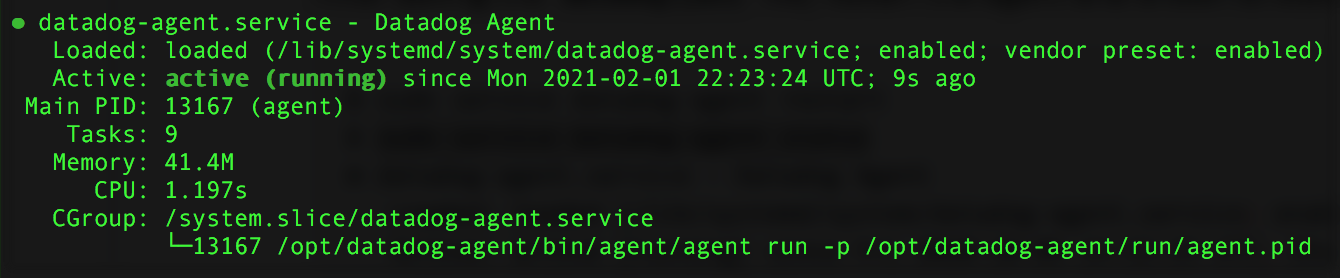 ● datadog-agent.service - Datadog Agent
Loaded: loaded (/lib/systemd/system/datadog-agent.service; enabled; vendor preset: enabled)
Active: active (running) since Mon 2021-02-01 22:23:24 UTC; 9s ago
Main PID: 13167 (agent)
Tasks: 9
Memory: 41.4M
CPU: 1.197s
CGroup: /system.slice/datadog-agent.service
└─13167 /opt/datadog-agent/bin/agent/agent run -p /opt/datadog-agent/run/agent.pid